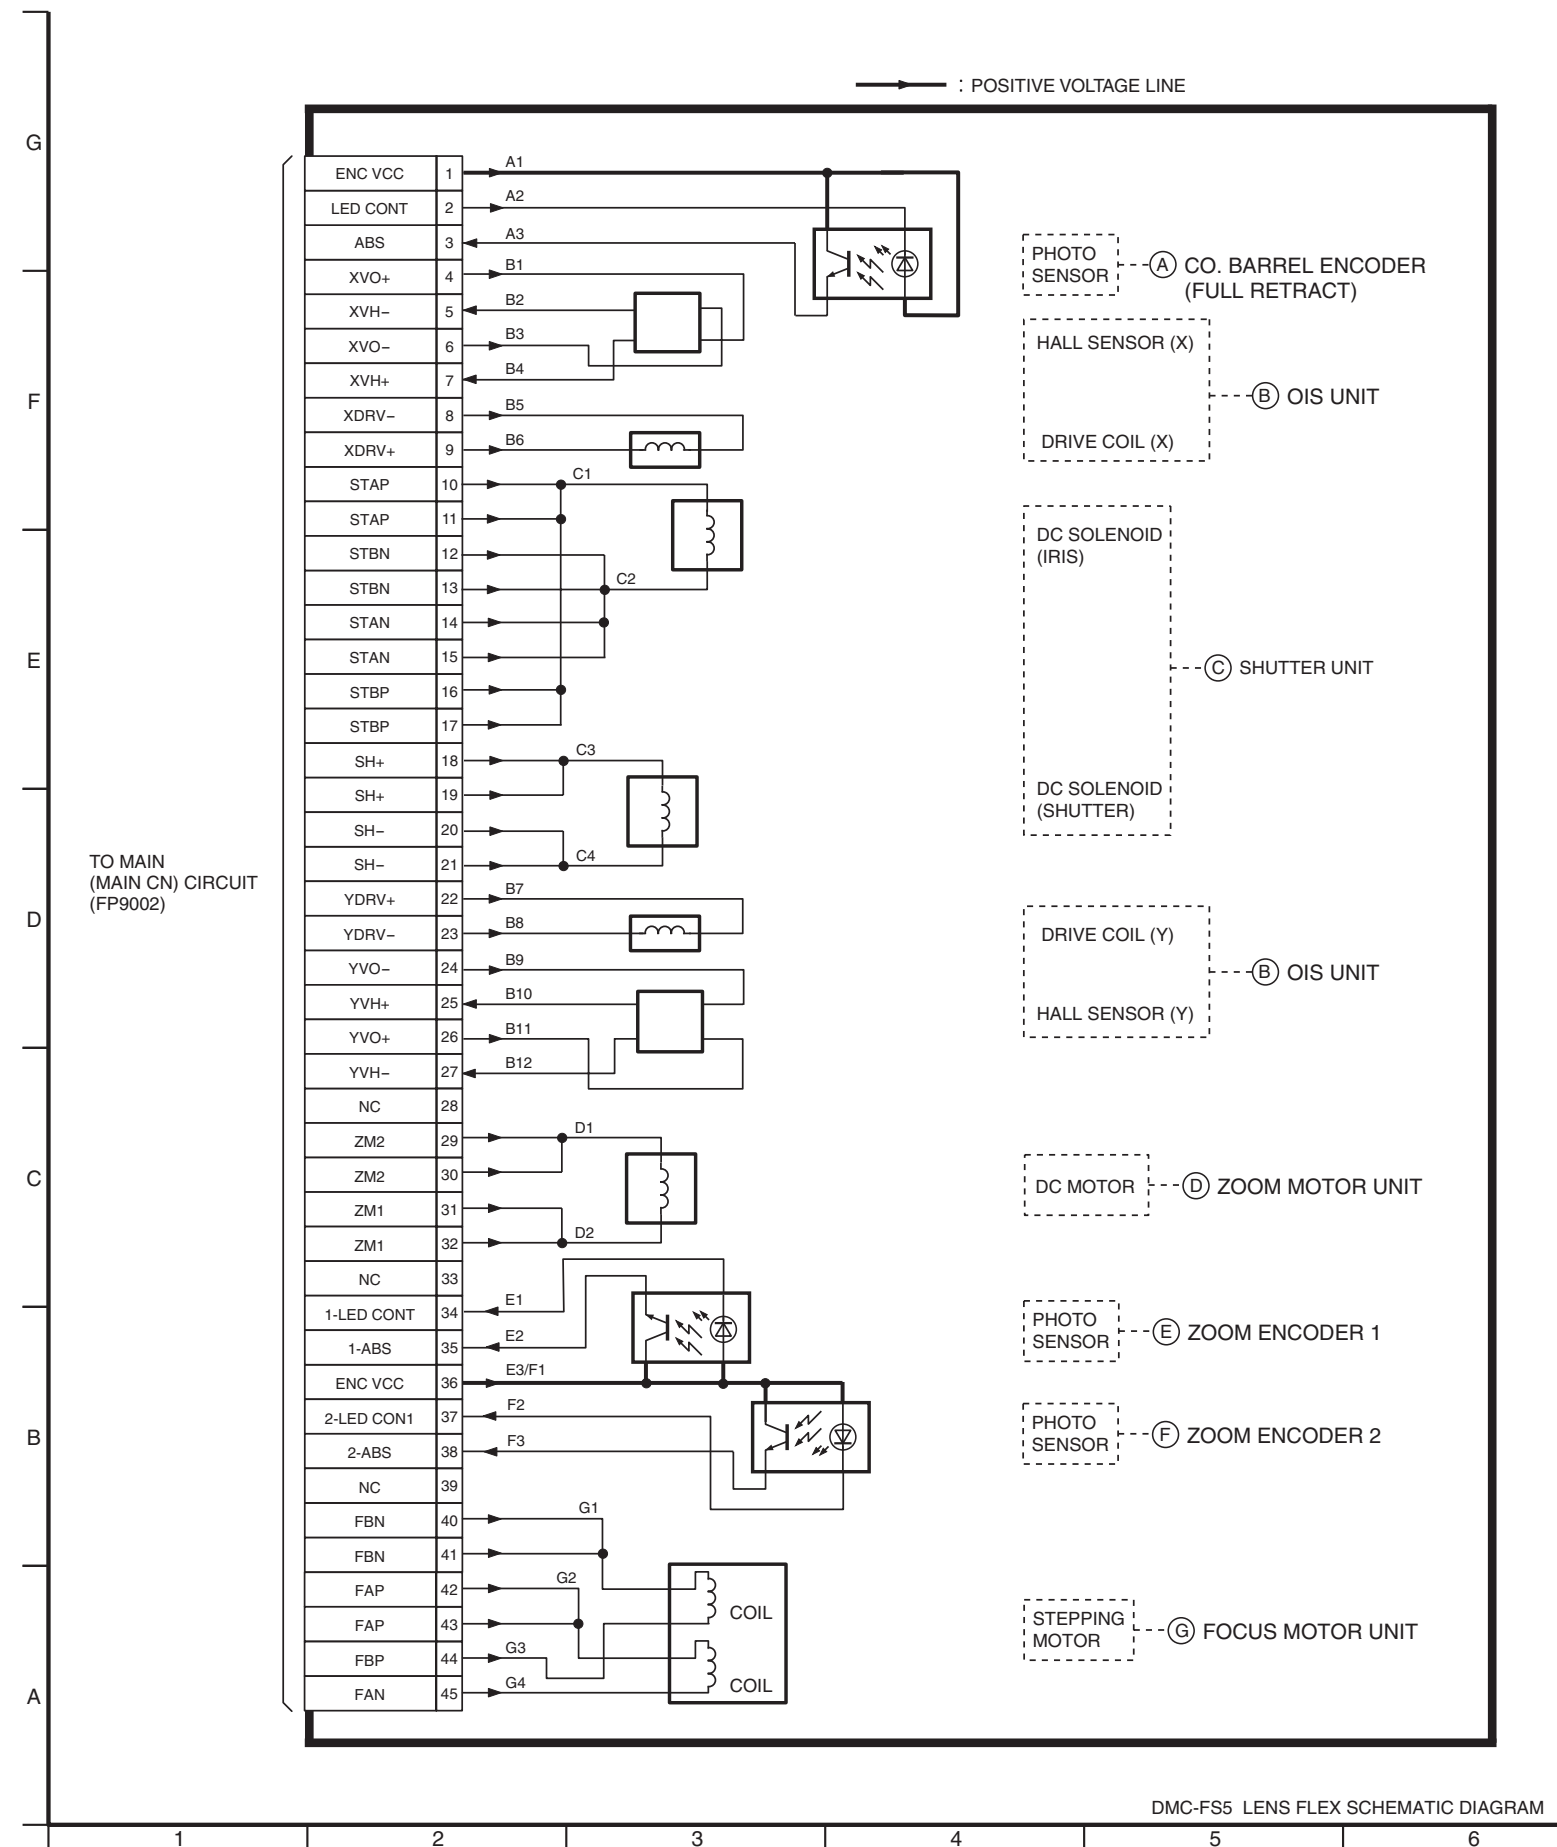 : POSITIVE VOLTAGE LINE
G
F
E
D
C
B
A
TO MAIN
(MAIN CN) CIRCUIT
(FP9002)
ENC VCC 1 A1
LED CONT 2 A2
ABS 3 A3
XVO+ 4 B1
XVH− 5 B2
XVO− 6 B3
XVH+ 7 B4
XDRV− 8 B5
XDRV+ 9 B6
STAP 10 C1
STAP 11
STBN 12
STBN 13 C2
STAN 14
STAN 15
STBP 16
STBP 17
SH+ 18 C3
SH+ 19
SH− 20
SH− 21 C4
YDRV+ 22 B7
YDRV− 23 B8
YVO− 24 B9
YVH+ 25 B10
YVO+ 26 B11
YVH− 27 B12
NC 28
ZM2 29 D1
ZM2 30
ZM1 31
ZM1 32 D2
NC 33
1-LED CONT 34 E1
1-ABS 35 E2
ENC VCC 36 E3/F1
2-LED CON1 37 F2
2-ABS 38 F3
NC 39
FBN 40 G1
FBN 41
FAP 42 G2
FAP 43
FBP 44 G3
FAN 45 G4
COIL
COIL
PHOTO
SENSOR
A CO. BARREL ENCODER
(FULL RETRACT)
HALL SENSOR (X)
B OIS UNIT
DRIVE COIL (X)
DC SOLENOID
(IRIS)
C SHUTTER UNIT
DC SOLENOID
(SHUTTER)
DRIVE COIL (Y)
B OIS UNIT
HALL SENSOR (Y)
DC MOTOR D ZOOM MOTOR UNIT
PHOTO
SENSOR
E ZOOM ENCODER 1
PHOTO
SENSOR
F ZOOM ENCODER 2
STEPPING
MOTOR
G FOCUS MOTOR UNIT
DMC-FS5 LENS FLEX SCHEMATIC DIAGRAM
1 2 3 4 5 6